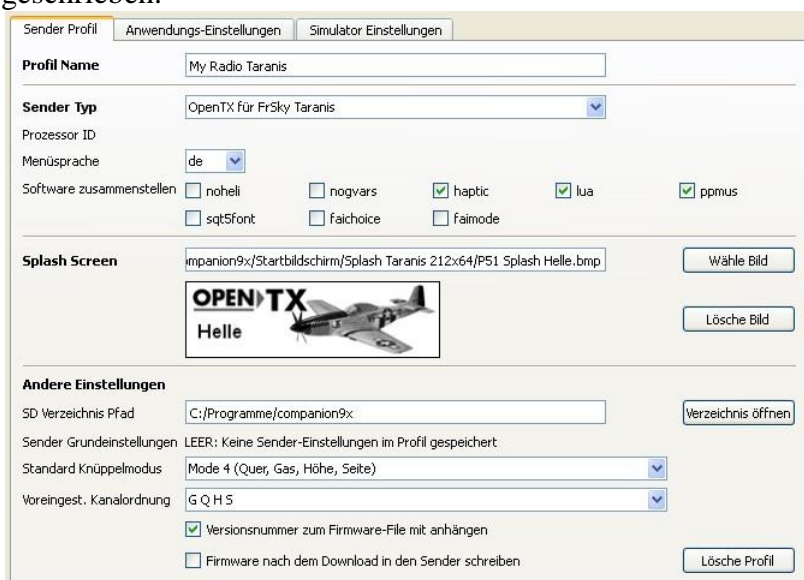 geschrieben.
Sender Profil Anwendungs-Einstellungen Simulator Einstellungen
Profil Name My Radio Taranis
Sender Typ OpenTX für FrSky Taranis
Prozessor ID
Menüsprache de
Software zusammenstellen noheli nogvars haptic lua ppmus
sqt5font faichoice faimode
Splash Screen mpanion9x/Startbildschirm/Splash Taranis 212x64/P51 Splash Helle.bmp Wähle Bild
OPEN TX
Helle
Lösche Bild
Andere Einstellungen
SD Verzeichnis Pfad C:/Programme/companion9x Verzeichnis öffnen
Sender Grundeinstellungen LEER: Keine Sender-Einstellungen im Profil gespeichert
Standard Knüppelmodus Mode 4 (Quer, Gas, Höhe, Seite)
Voreingest. Kanalordnung G Q H S
Versionsnummer zum Firmware-File mit anhängen
Firmware nach dem Download in den Sender schreiben Lösche Profil